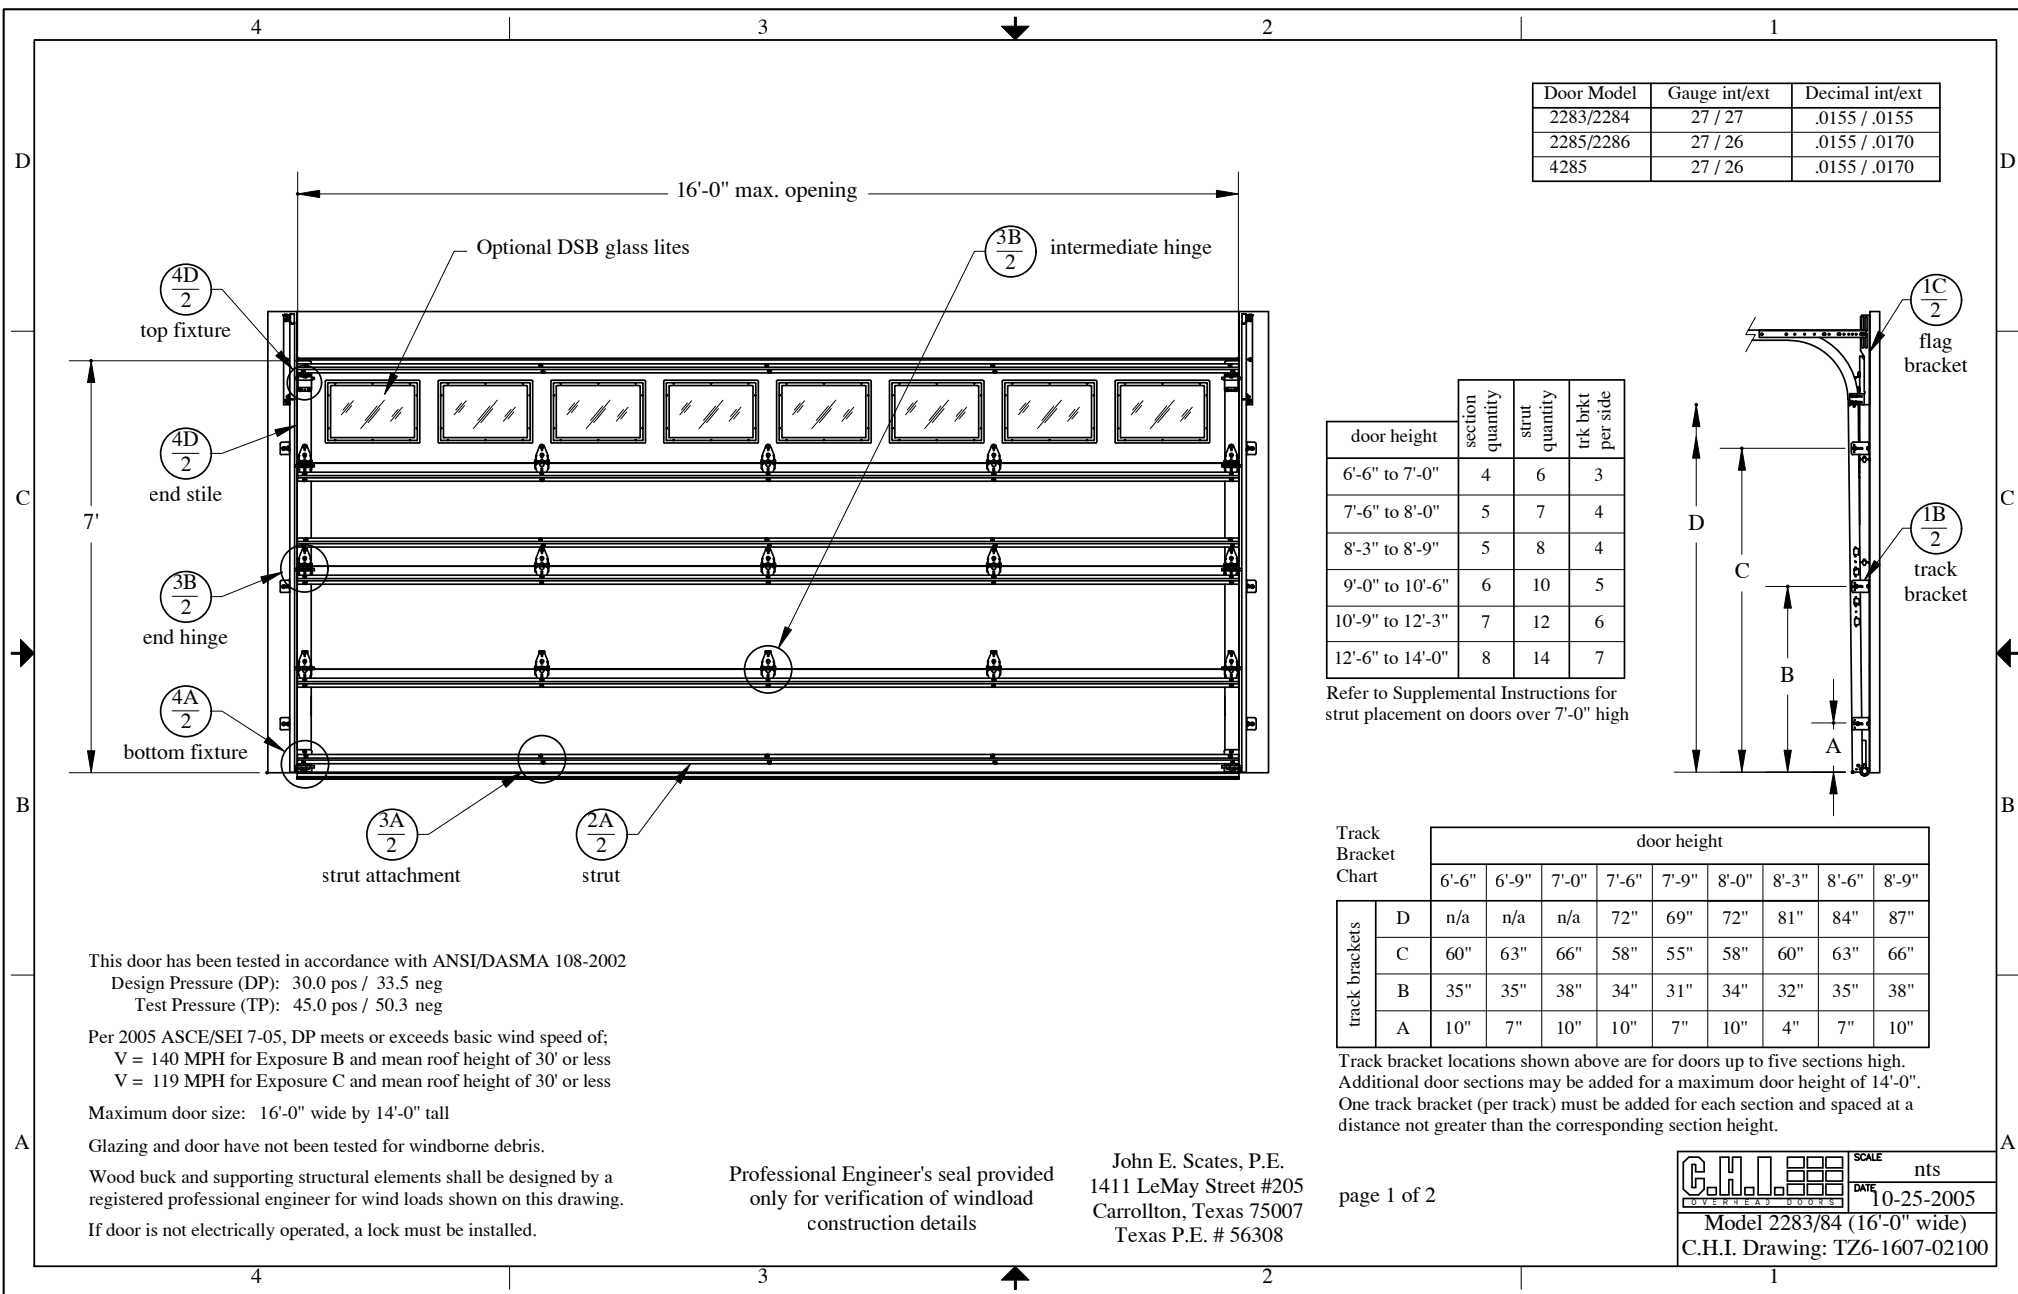 4 3 2 1
D
D
C
C
B
B
A
A
Door Model Gauge int/ext Decimal int/ext
2283/2284 27 / 27 .0155 / .0155
2285/2286 27 / 26 .0155 / .0170
4285 27 / 26 .0155 / .0170
16'-0" max. opening
Optional DSB glass lites
3B
2
intermediate hinge
4D
2
top fixture
4D
2
end stile
7'
3B
2
end hinge
4A
2
bottom fixture
3A
2
strut attachment
2A
2
strut
door height section quantity strut quantity trk brkt per side
6'-6" to 7'-0" 4 6 3
7'-6" to 8'-0" 5 7 4
8'-3" to 8'-9" 5 8 4
9'-0" to 10'-6" 6 10 5
10'-9" to 12'-3" 7 12 6
12'-6" to 14'-0" 8 14 7
Refer to Supplemental Instructions for
strut placement on doors over 7'-0" high
1C
2
flag
bracket
1B
2
track
bracket
D
C
B
A
Track
Bracket
Chart
door height
6'-6" 6'-9" 7'-0" 7'-6" 7'-9" 8'-0" 8'-3" 8'-6" 8'-9"
track brackets
D n/a n/a n/a 72" 69" 72" 81" 84" 87"
C 60" 63" 66" 58" 55" 58" 60" 63" 66"
B 35" 35" 38" 34" 31" 34" 32" 35" 38"
A 10" 7" 10" 10" 7" 10" 4" 7" 10"
Track bracket locations shown above are for doors up to five sections high.
Additional door sections may be added for a maximum door height of 14'-0".
One track bracket (per track) must be added for each section and spaced at a
distance not greater than the corresponding section height.
This door has been tested in accordance with ANSI/DASMA 108-2002
Design Pressure (DP): 30.0 pos / 33.5 neg
Test Pressure (TP): 45.0 pos / 50.3 neg
Per 2005 ASCE/SEI 7-05, DP meets or exceeds basic wind speed of;
V = 140 MPH for Exposure B and mean roof height of 30' or less
V = 119 MPH for Exposure C and mean roof height of 30' or less
Maximum door size: 16'-0" wide by 14'-0" tall
Glazing and door have not been tested for windborne debris.
Wood buck and supporting structural elements shall be designed by a
registered professional engineer for wind loads shown on this drawing.
If door is not electrically operated, a lock must be installed.
Professional Engineer's seal provided
only for verification of windload
construction details
John E. Scates, P.E.
1411 LeMay Street #205
Carrollton, Texas 75007
Texas P.E. # 56308
page 1 of 2
C.H.I.
OVERHEAD DOORS
SCALE
nts
DATE
10-25-2005
Model 2283/84 (16'-0" wide)
C.H.I. Drawing: TZ6-1607-02100
4 3 2 1